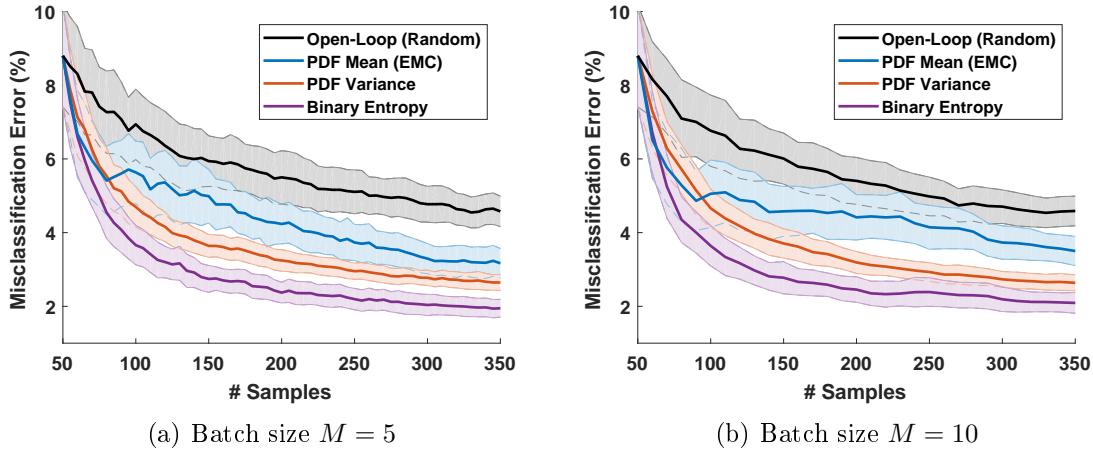 10
8
6
4
2
50
100
150
200
250
300
350
Misclassification Error (%)
# Samples
Open-Loop (Random)
PDF Mean (EMC)
PDF Variance
Binary Entropy
(a) Batch size M = 5
10
8
6
4
2
50
100
150
200
250
300
350
Misclassification Error (%)
# Samples
Open-Loop (Random)
PDF Mean (EMC)
PDF Variance
Binary Entropy
(b) Batch size M = 10